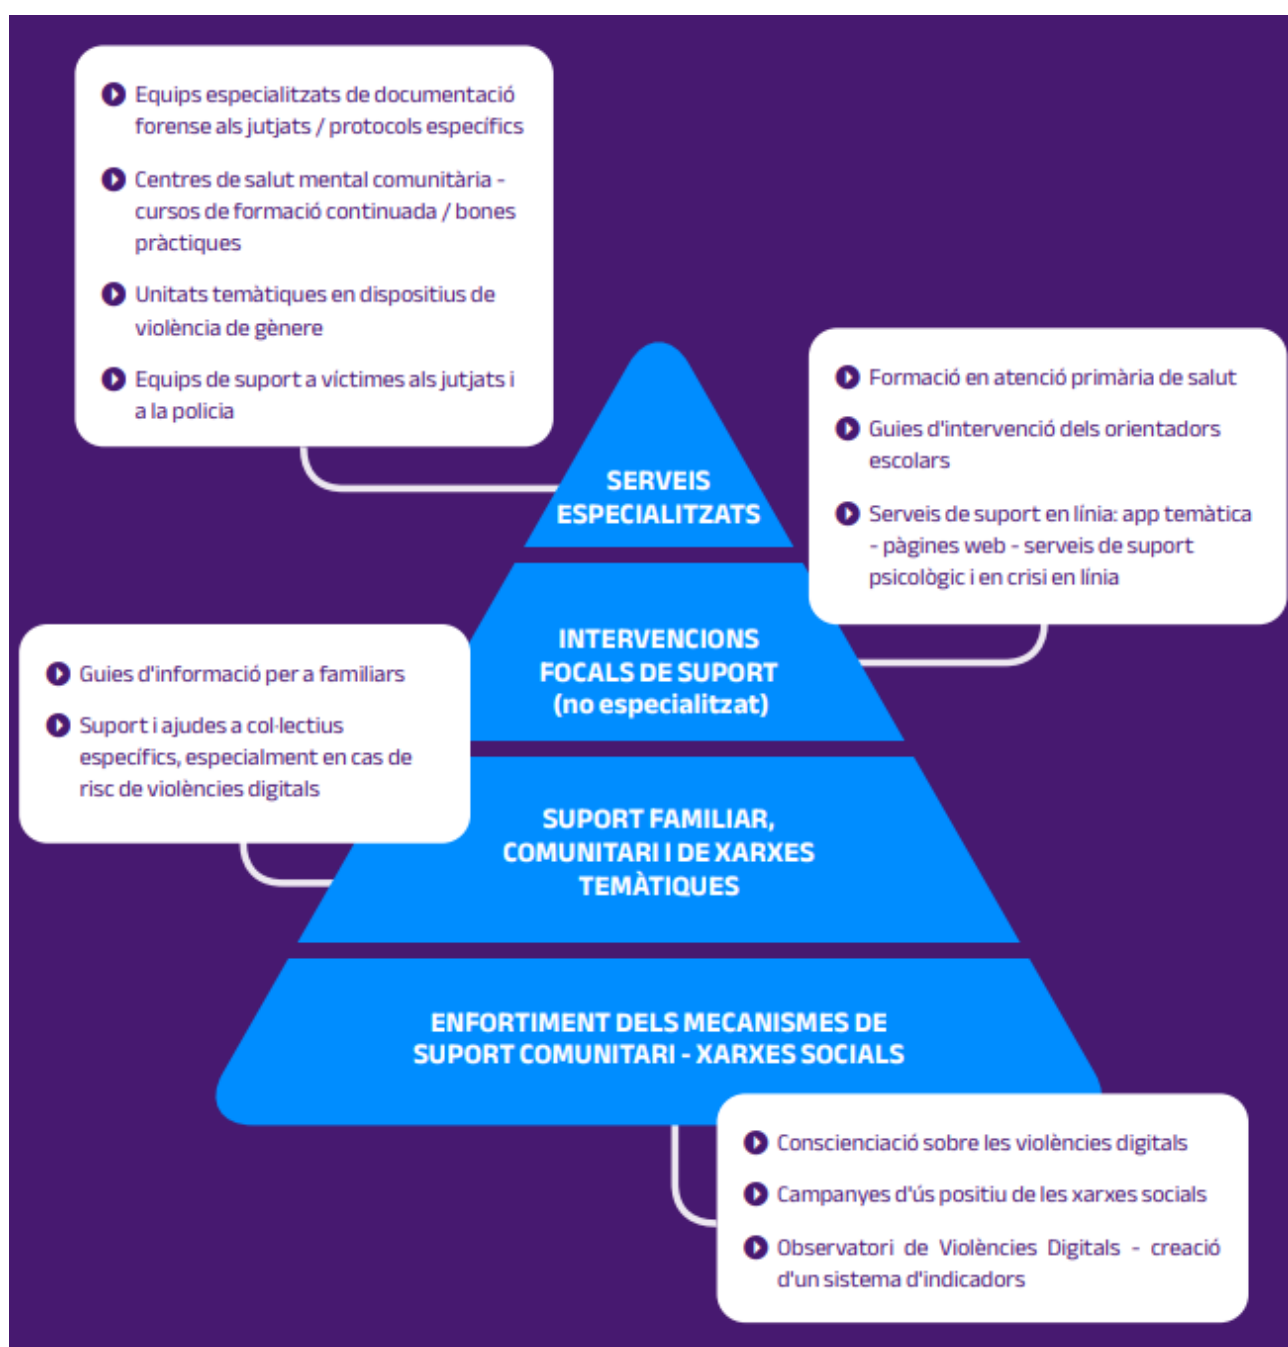 Equips especialitzats de documentació
forense als jutjats / protocols específics
Centres de salut mental comunitària -
cursos de formació continuada / bones
pràctiques
Unitats temàtiques en dispositius de
violència de gènere
Equips de suport a víctimes als jutjats i
a la policia
SERVEIS
ESPECIALITZATS
Formació en atenció primària de salut
Guies d'intervenció dels orientadors
escolars
Serveis de suport en línia: app temàtica
- pàgines web - serveis de suport
psicològic i en crisi en línia
INTERVENCIONS
FOCALS DE SUPORT
(no especialitzat)
Guies d'informació per a familiars
Suport i ajudes a col·lectius
específics, especialment en cas de
risc de violències digitals
SUPORT FAMILIAR,
COMUNITARI I DE XARXES
TEMÀTIQUES
ENFORTIMENT DELS MECANISMES DE
SUPORT COMUNITARI - XARXES SOCIALS
Conscienciació sobre les violències digitals
Campanyes d'ús positiu de les xarxes socials
Observatori de Violències Digitals - creació
d'un sistema d'indicadors